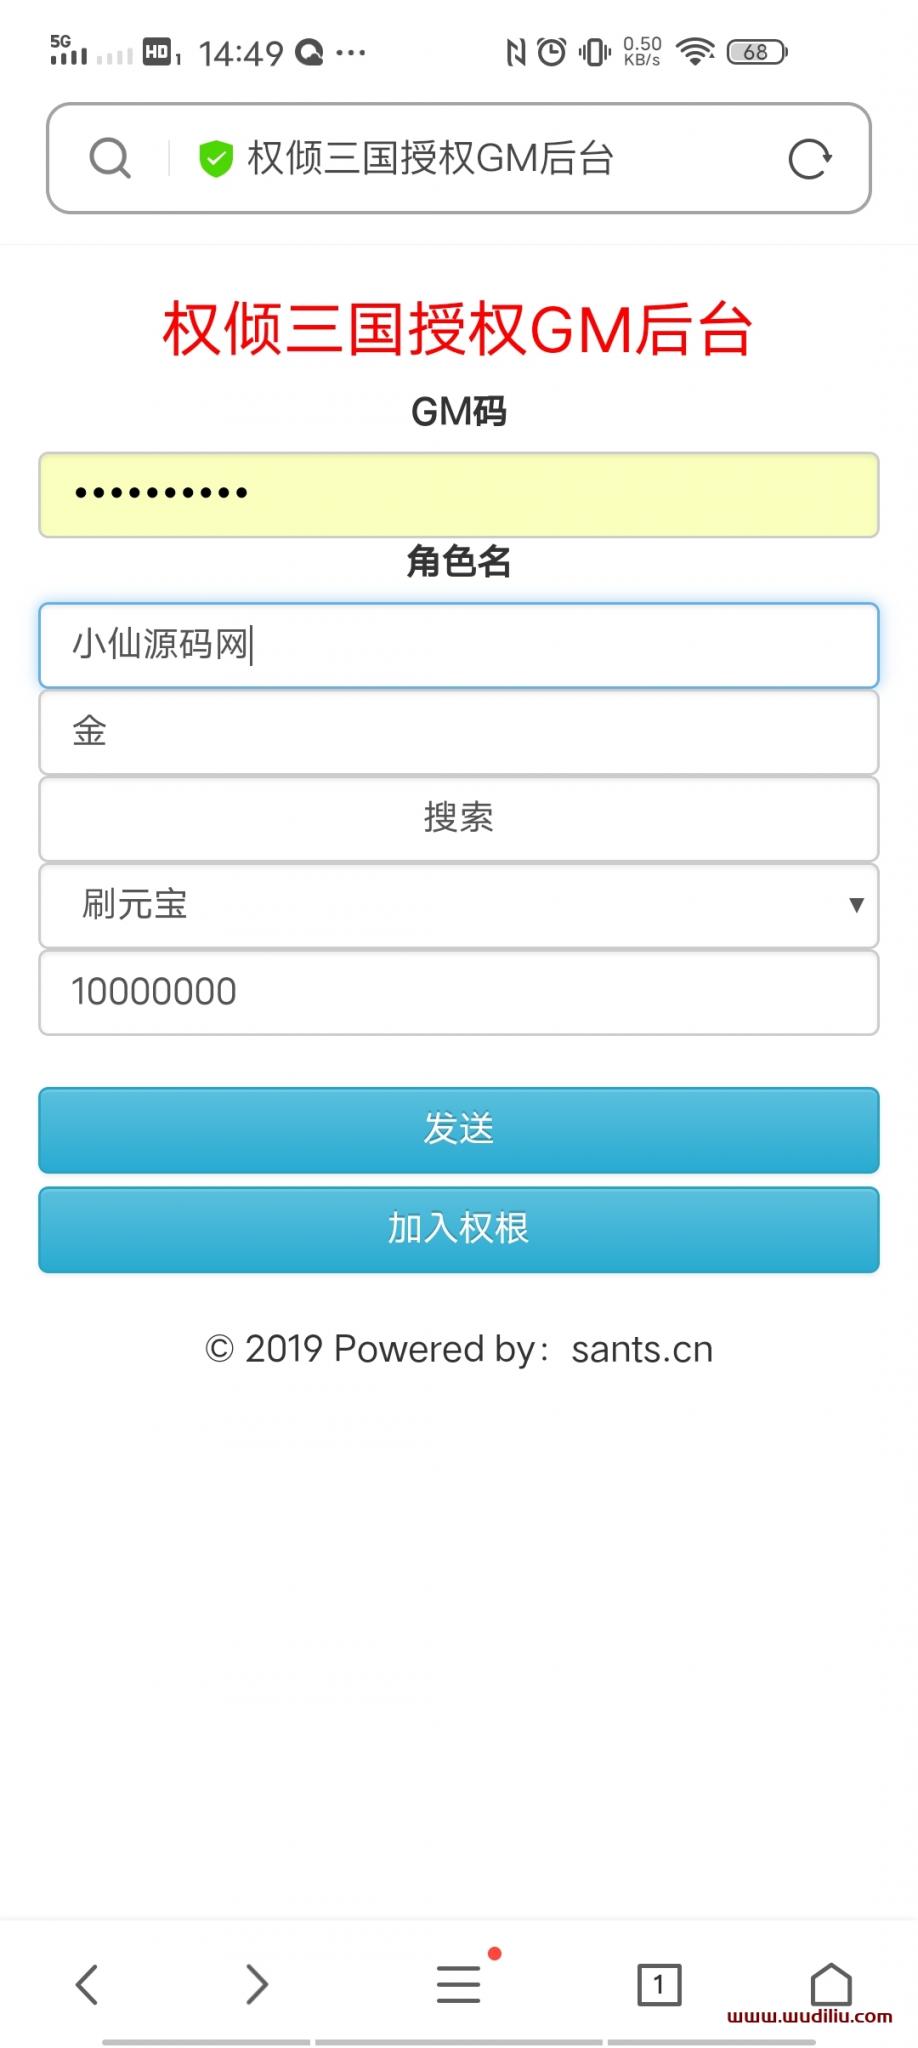 5G HD 1 14:49 ... 0.50 KB/s 68
权倾三国授权GM后台
权倾三国授权GM后台
GM码
••••••••••
角色名
小仙源码网
金
搜索
刷元宝
10000000
发送
加入权根
© 2019 Powered by：sants.cn
1
www.wudiliu.com